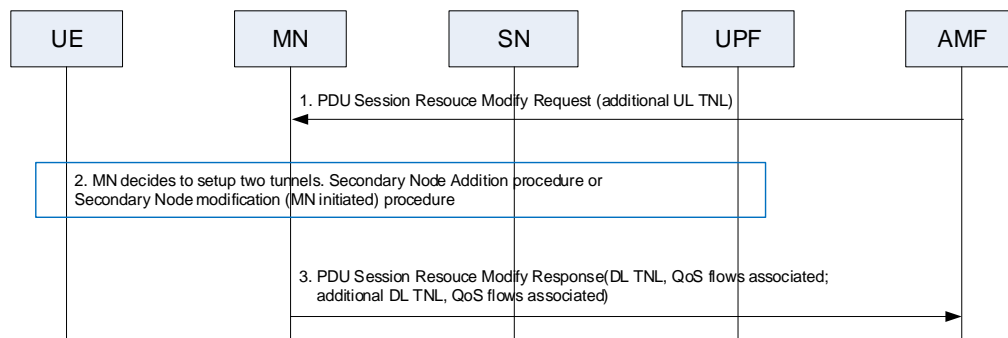 UE
MN
SN
UPF
AMF
1. PDU Session Resouce Modify Request (additional UL TNL)
2. MN decides to setup two tunnels. Secondary Node Addition procedure or
Secondary Node modification (MN initiated) procedure
3. PDU Session Resouce Modify Response(DL TNL, QoS flows associated;
additional DL TNL, QoS flows associated)